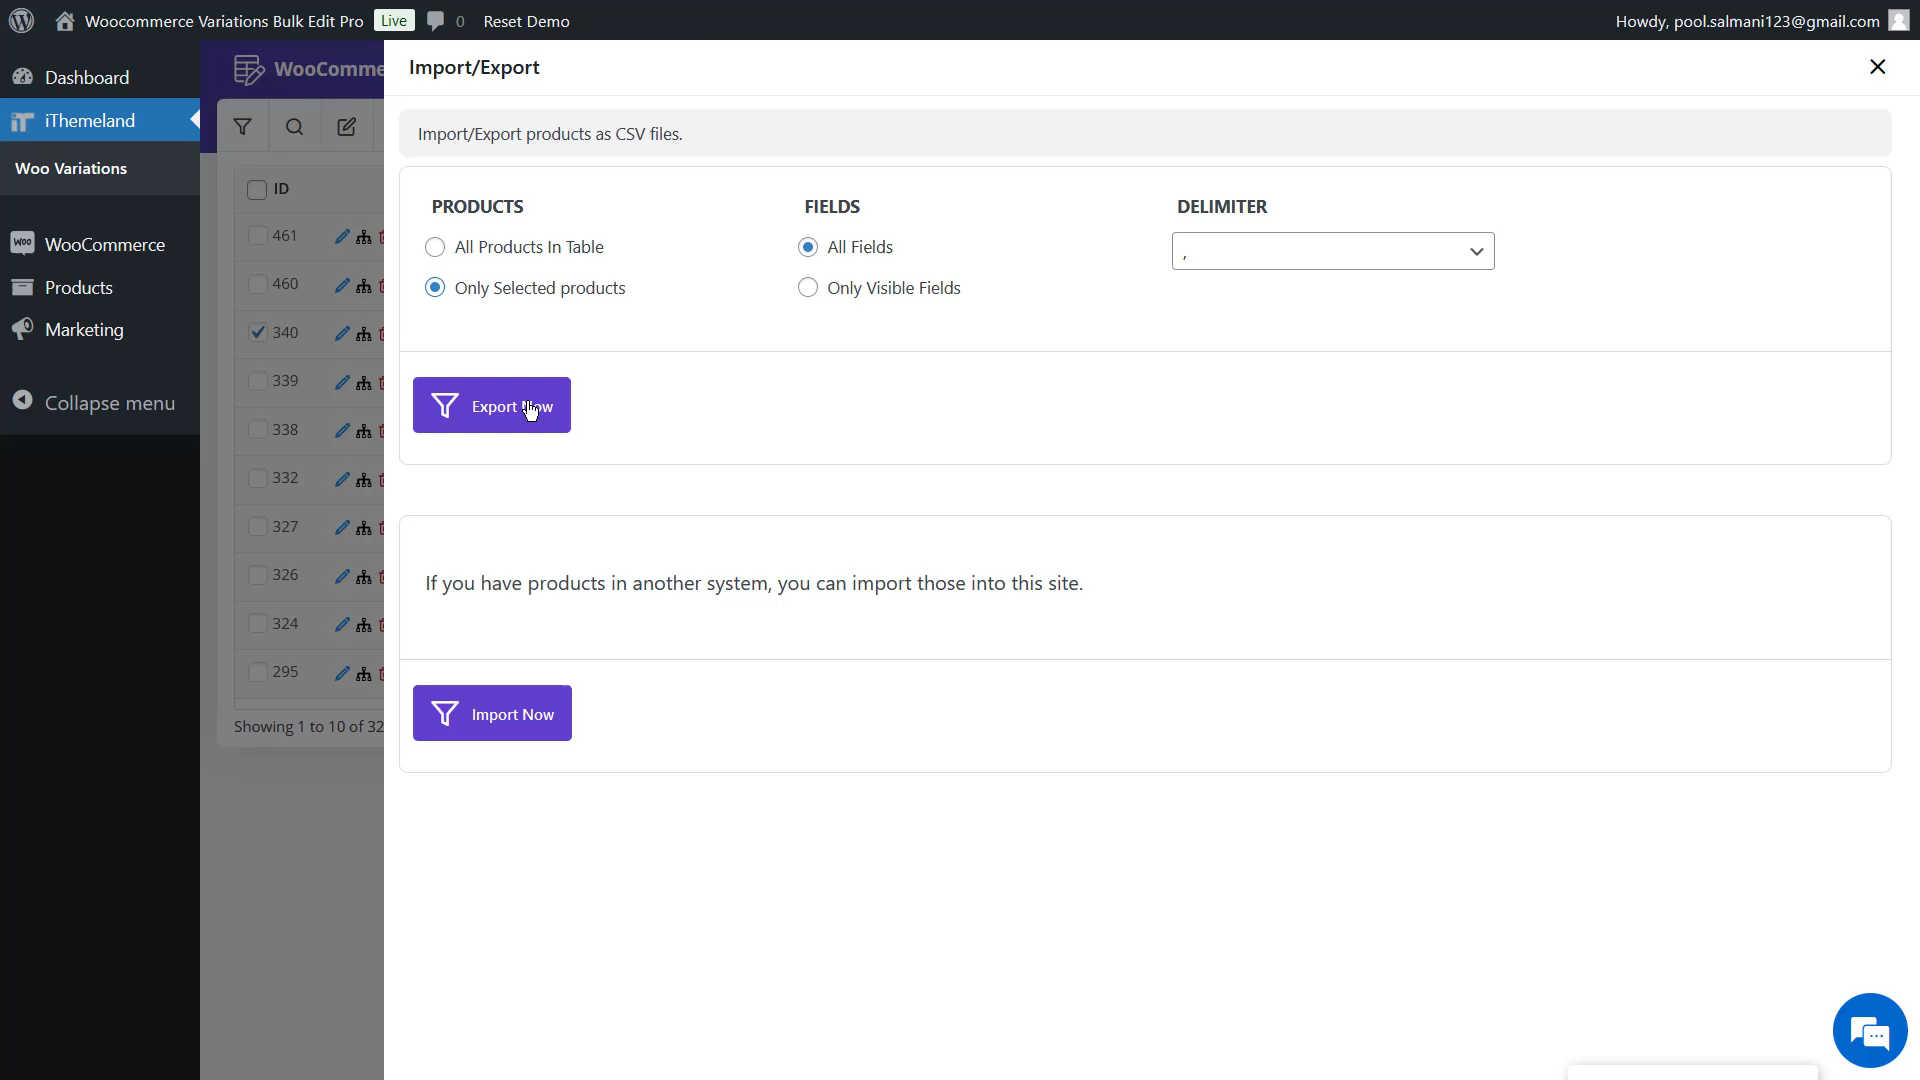 Woocommerce Variations Bulk Edit Pro Live 0 Reset Demo Howdy, pool.salmani123@gmail.com
Dashboard
iThemeland
Woo Variations
WooCommerce
Products
Marketing
Collapse menu
WooComme
ID
461
460
340
339
338
332
327
326
324
295
Showing 1 to 10 of 32
Import/Export
Import/Export products as CSV files.
PRODUCTS
All Products In Table
Only Selected products
FIELDS
All Fields
Only Visible Fields
DELIMITER
,
Export Now
If you have products in another system, you can import those into this site.
Import Now